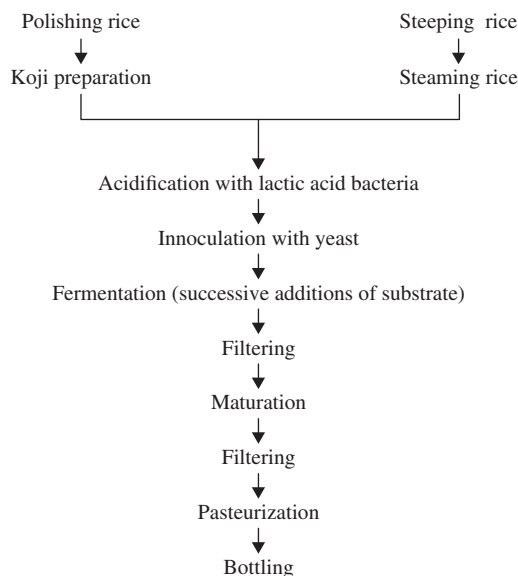 Polishing rice
Steeping rice
Koji preparation
Steaming rice
Acidification with lactic acid bacteria
Innoculation with yeast
Fermentation (successive additions of substrate)
Filtering
Maturation
Filtering
Pasteurization
Bottling